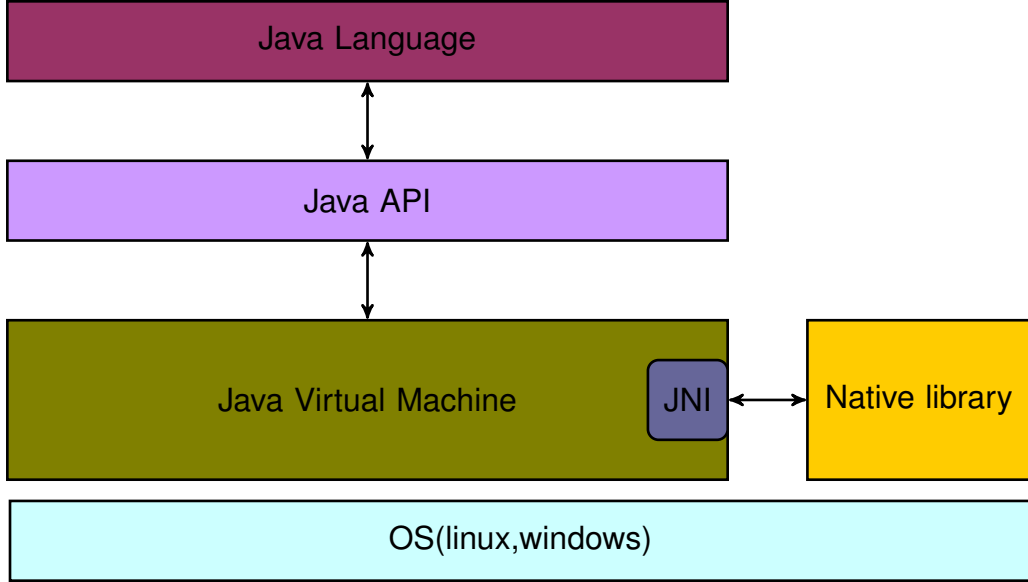 Java Language
Java API
Java Virtual Machine
JNI
Native library
OS(linux,windows)